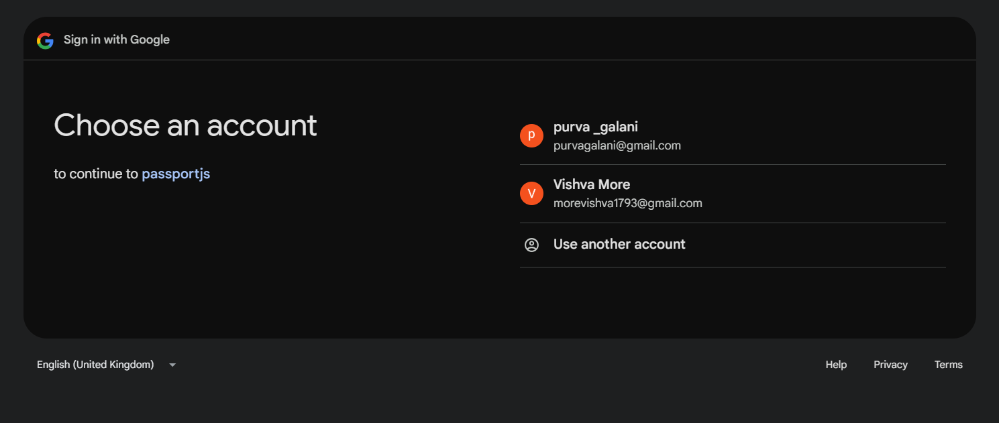 Sign in with Google
Choose an account
to continue to passportjs
p
purva _galani
purvagalani@gmail.com
V
Vishva More
morevishva1793@gmail.com
Use another account
English (United Kingdom)
Help
Privacy
Terms